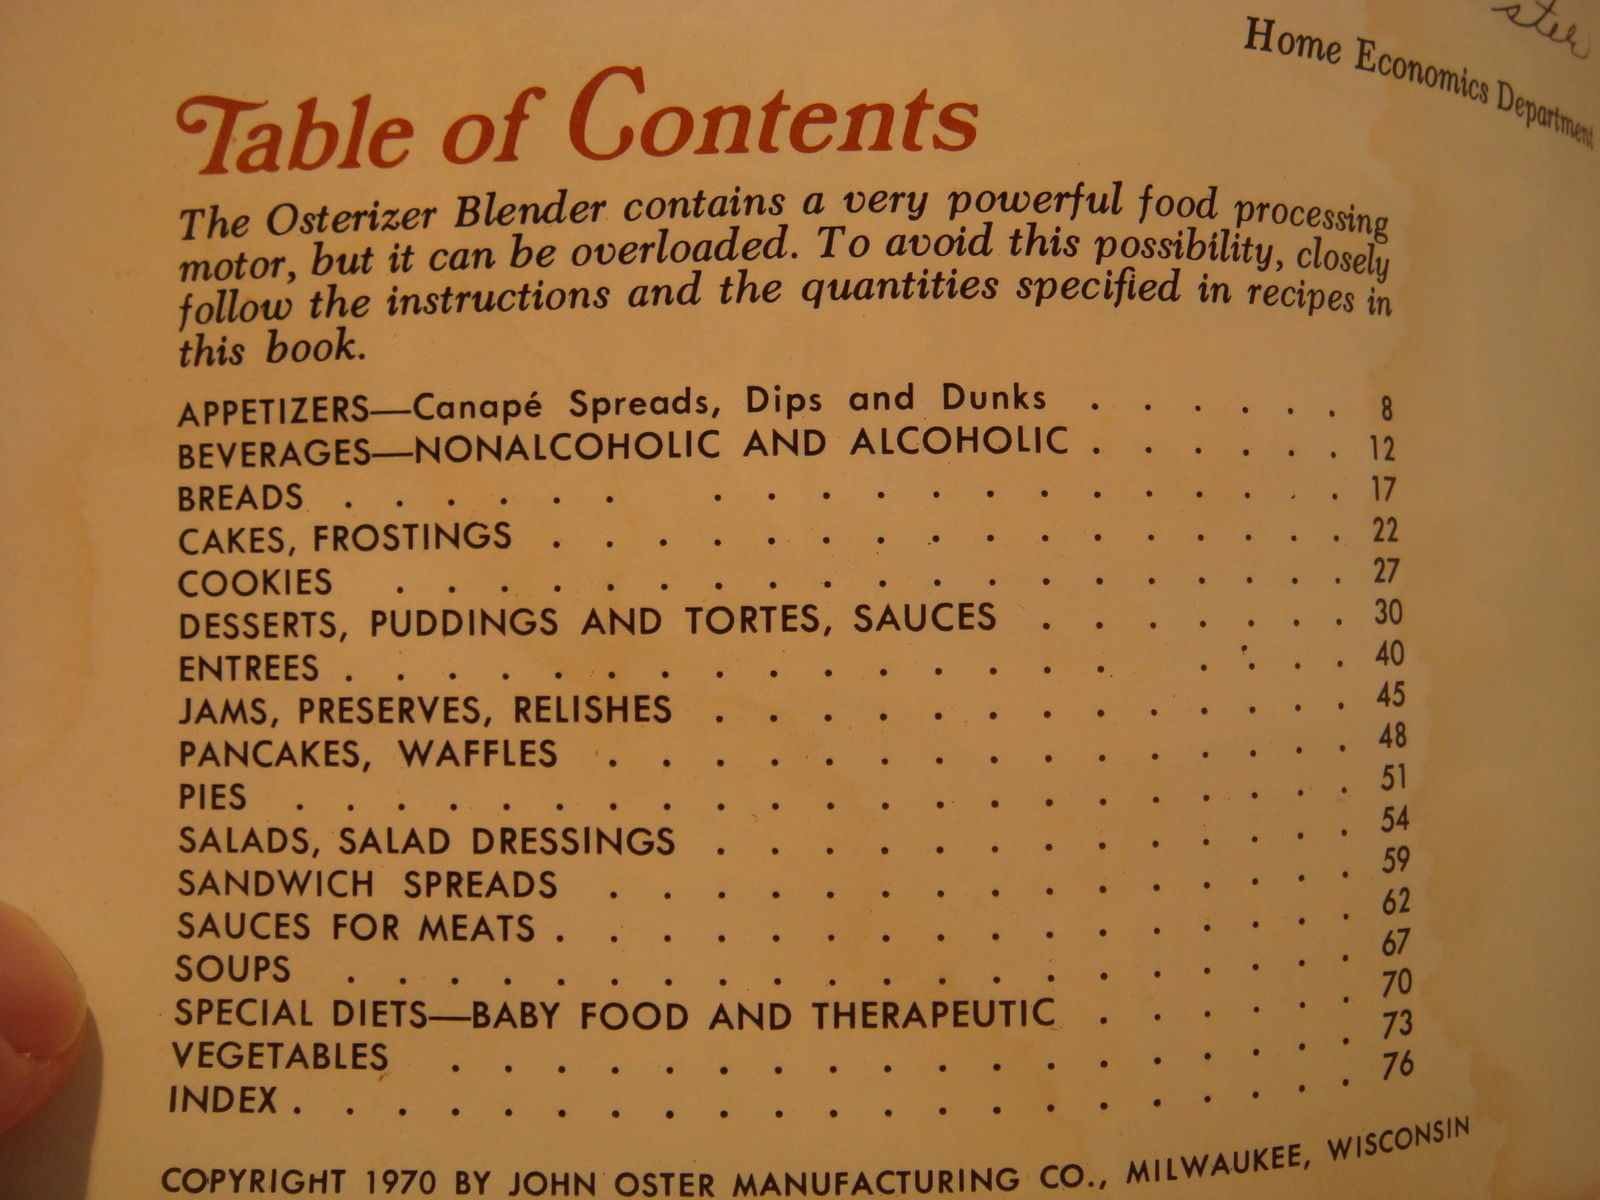 Home Economics Department
Table of Contents
The Osterizer Blender contains a very powerful food processing
motor, but it can be overloaded. To avoid this possibility, closely
follow the instructions and the quantities specified in recipes in
this book.
APPETIZERS—Canapé Spreads, Dips and Dunks . . . . . . 8
BEVERAGES—NONALCOHOLIC AND ALCOHOLIC . . . . . . 12
BREADS . . . . . . . . . . . . . . . . . . 17
CAKES, FROSTINGS . . . . . . . . . . . . . . . . 22
COOKIES . . . . . . . . . . . . . . . . . . . 27
DESSERTS, PUDDINGS AND TORTES, SAUCES . . . . . . . 30
ENTREES . . . . . . . . . . . . . . . . . . . 40
JAMS, PRESERVES, RELISHES . . . . . . . . . . . . . 45
PANCAKES, WAFFLES . . . . . . . . . . . . . . . 48
PIES . . . . . . . . . . . . . . . . . . . . . 51
SALADS, SALAD DRESSINGS . . . . . . . . . . . . . 54
SANDWICH SPREADS . . . . . . . . . . . . . . . 59
SAUCES FOR MEATS . . . . . . . . . . . . . . . . 62
SOUPS . . . . . . . . . . . . . . . . . . . . 67
SPECIAL DIETS—BABY FOOD AND THERAPEUTIC . . . . . . 70
VEGETABLES . . . . . . . . . . . . . . . . . . 73
INDEX . . . . . . . . . . . . . . . . . . . . . 76
COPYRIGHT 1970 BY JOHN OSTER MANUFACTURING CO., MILWAUKEE, WISCONSIN